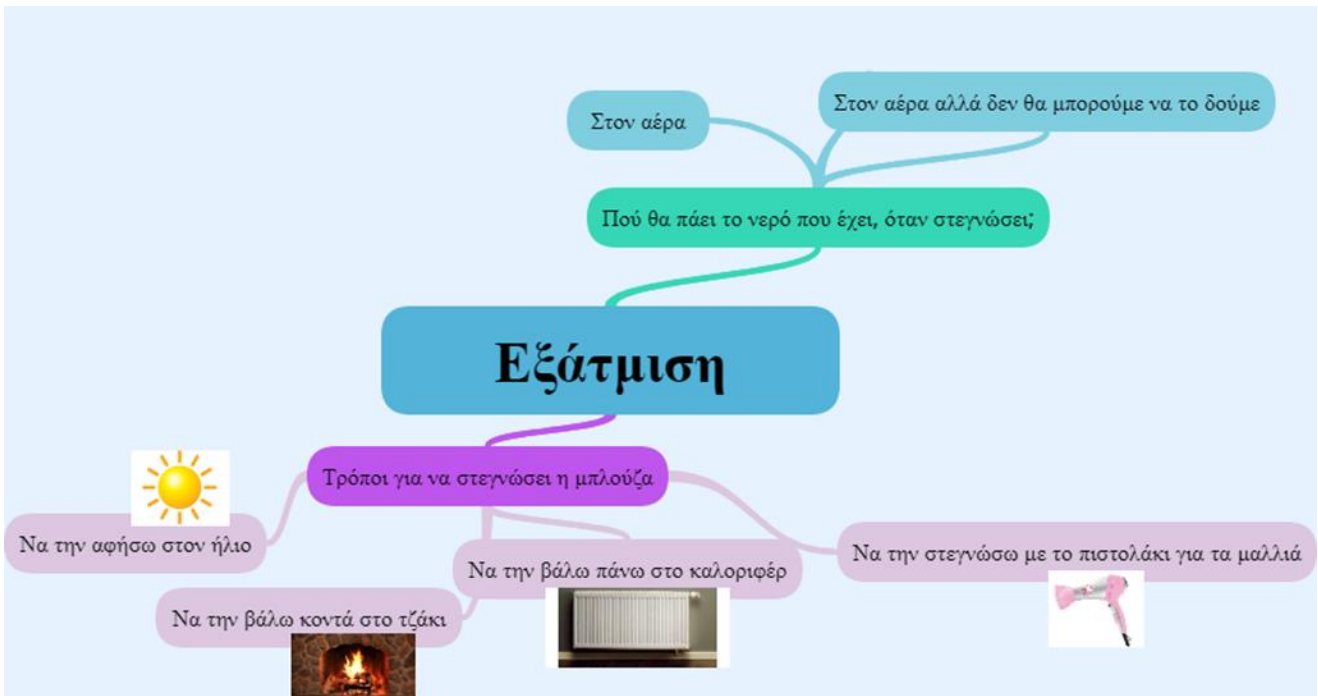 Στον αέρα αλλά δεν θα μπορούμε να το δούμε
Στον αέρα
Πού θα πάει το νερό που έχει, όταν στεγνώσει;
Εξάτμιση
Τρόποι για να στεγνώσει η μπλούζα
Να την αφήσω στον ήλιο
Να την βάλω πάνω στο καλοριφέρ
Να την στεγνώσω με το πιστολάκι για τα μαλλιά
Να την βάλω κοντά στο τζάκι